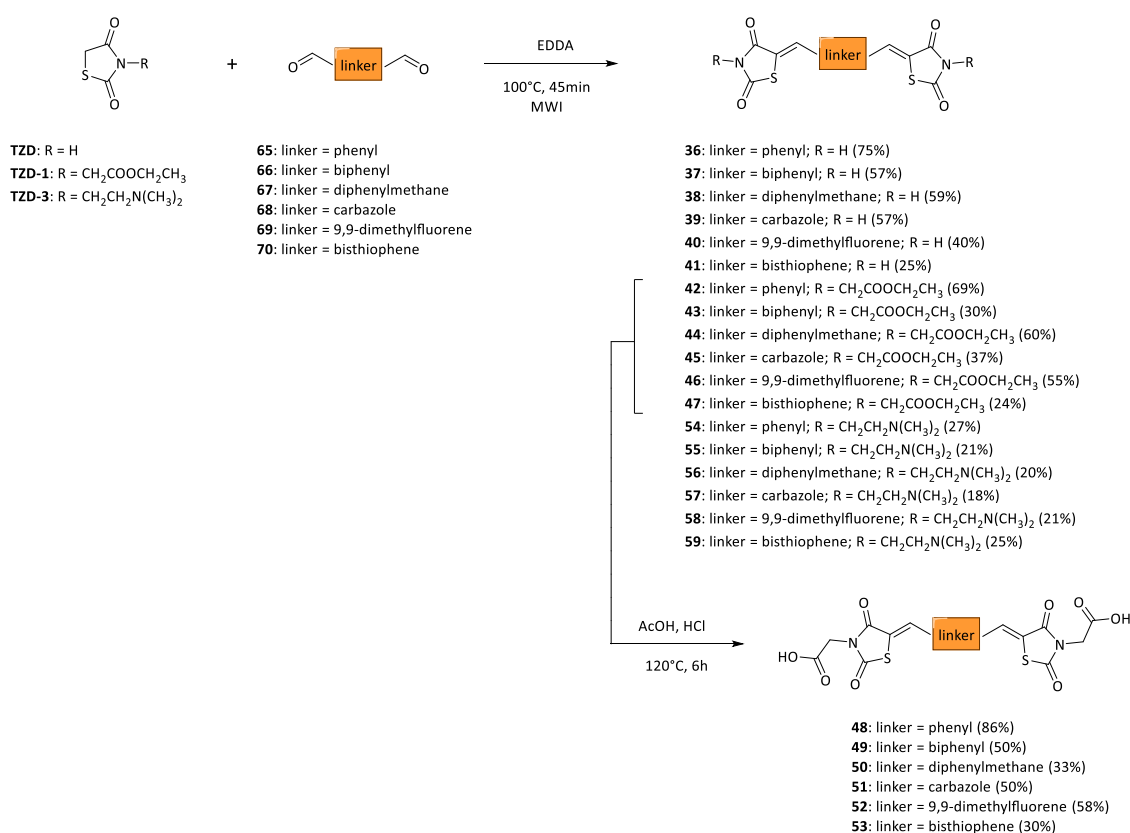 O
N
R
S
O
+
O
linker
O
EDDA
100°C, 45min
MWI
O
R
N
S
O
linker
O
N
R
S
O
TZD: R = H
TZD-1: R = CH2COOCH2CH3
TZD-3: R = CH2CH2N(CH3)2
65: linker = phenyl
66: linker = biphenyl
67: linker = diphenylmethane
68: linker = carbazole
69: linker = 9,9-dimethylfluorene
70: linker = bisthiophene
36: linker = phenyl; R = H (75%)
37: linker = biphenyl; R = H (57%)
38: linker = diphenylmethane; R = H (59%)
39: linker = carbazole; R = H (57%)
40: linker = 9,9-dimethylfluorene; R = H (40%)
41: linker = bisthiophene; R = H (25%)
42: linker = phenyl; R = CH2COOCH2CH3 (69%)
43: linker = biphenyl; R = CH2COOCH2CH3 (30%)
44: linker = diphenylmethane; R = CH2COOCH2CH3 (60%)
45: linker = carbazole; R = CH2COOCH2CH3 (37%)
46: linker = 9,9-dimethylfluorene; R = CH2COOCH2CH3 (55%)
47: linker = bisthiophene; R = CH2COOCH2CH3 (24%)
54: linker = phenyl; R = CH2CH2N(CH3)2 (27%)
55: linker = biphenyl; R = CH2CH2N(CH3)2 (21%)
56: linker = diphenylmethane; R = CH2CH2N(CH3)2 (20%)
57: linker = carbazole; R = CH2CH2N(CH3)2 (18%)
58: linker = 9,9-dimethylfluorene; R = CH2CH2N(CH3)2 (21%)
59: linker = bisthiophene; R = CH2CH2N(CH3)2 (25%)
AcOH, HCl
120°C, 6h
O
HO
O
N
S
O
linker
O
N
S
O
O
OH
48: linker = phenyl (86%)
49: linker = biphenyl (50%)
50: linker = diphenylmethane (33%)
51: linker = carbazole (50%)
52: linker = 9,9-dimethylfluorene (58%)
53: linker = bisthiophene (30%)